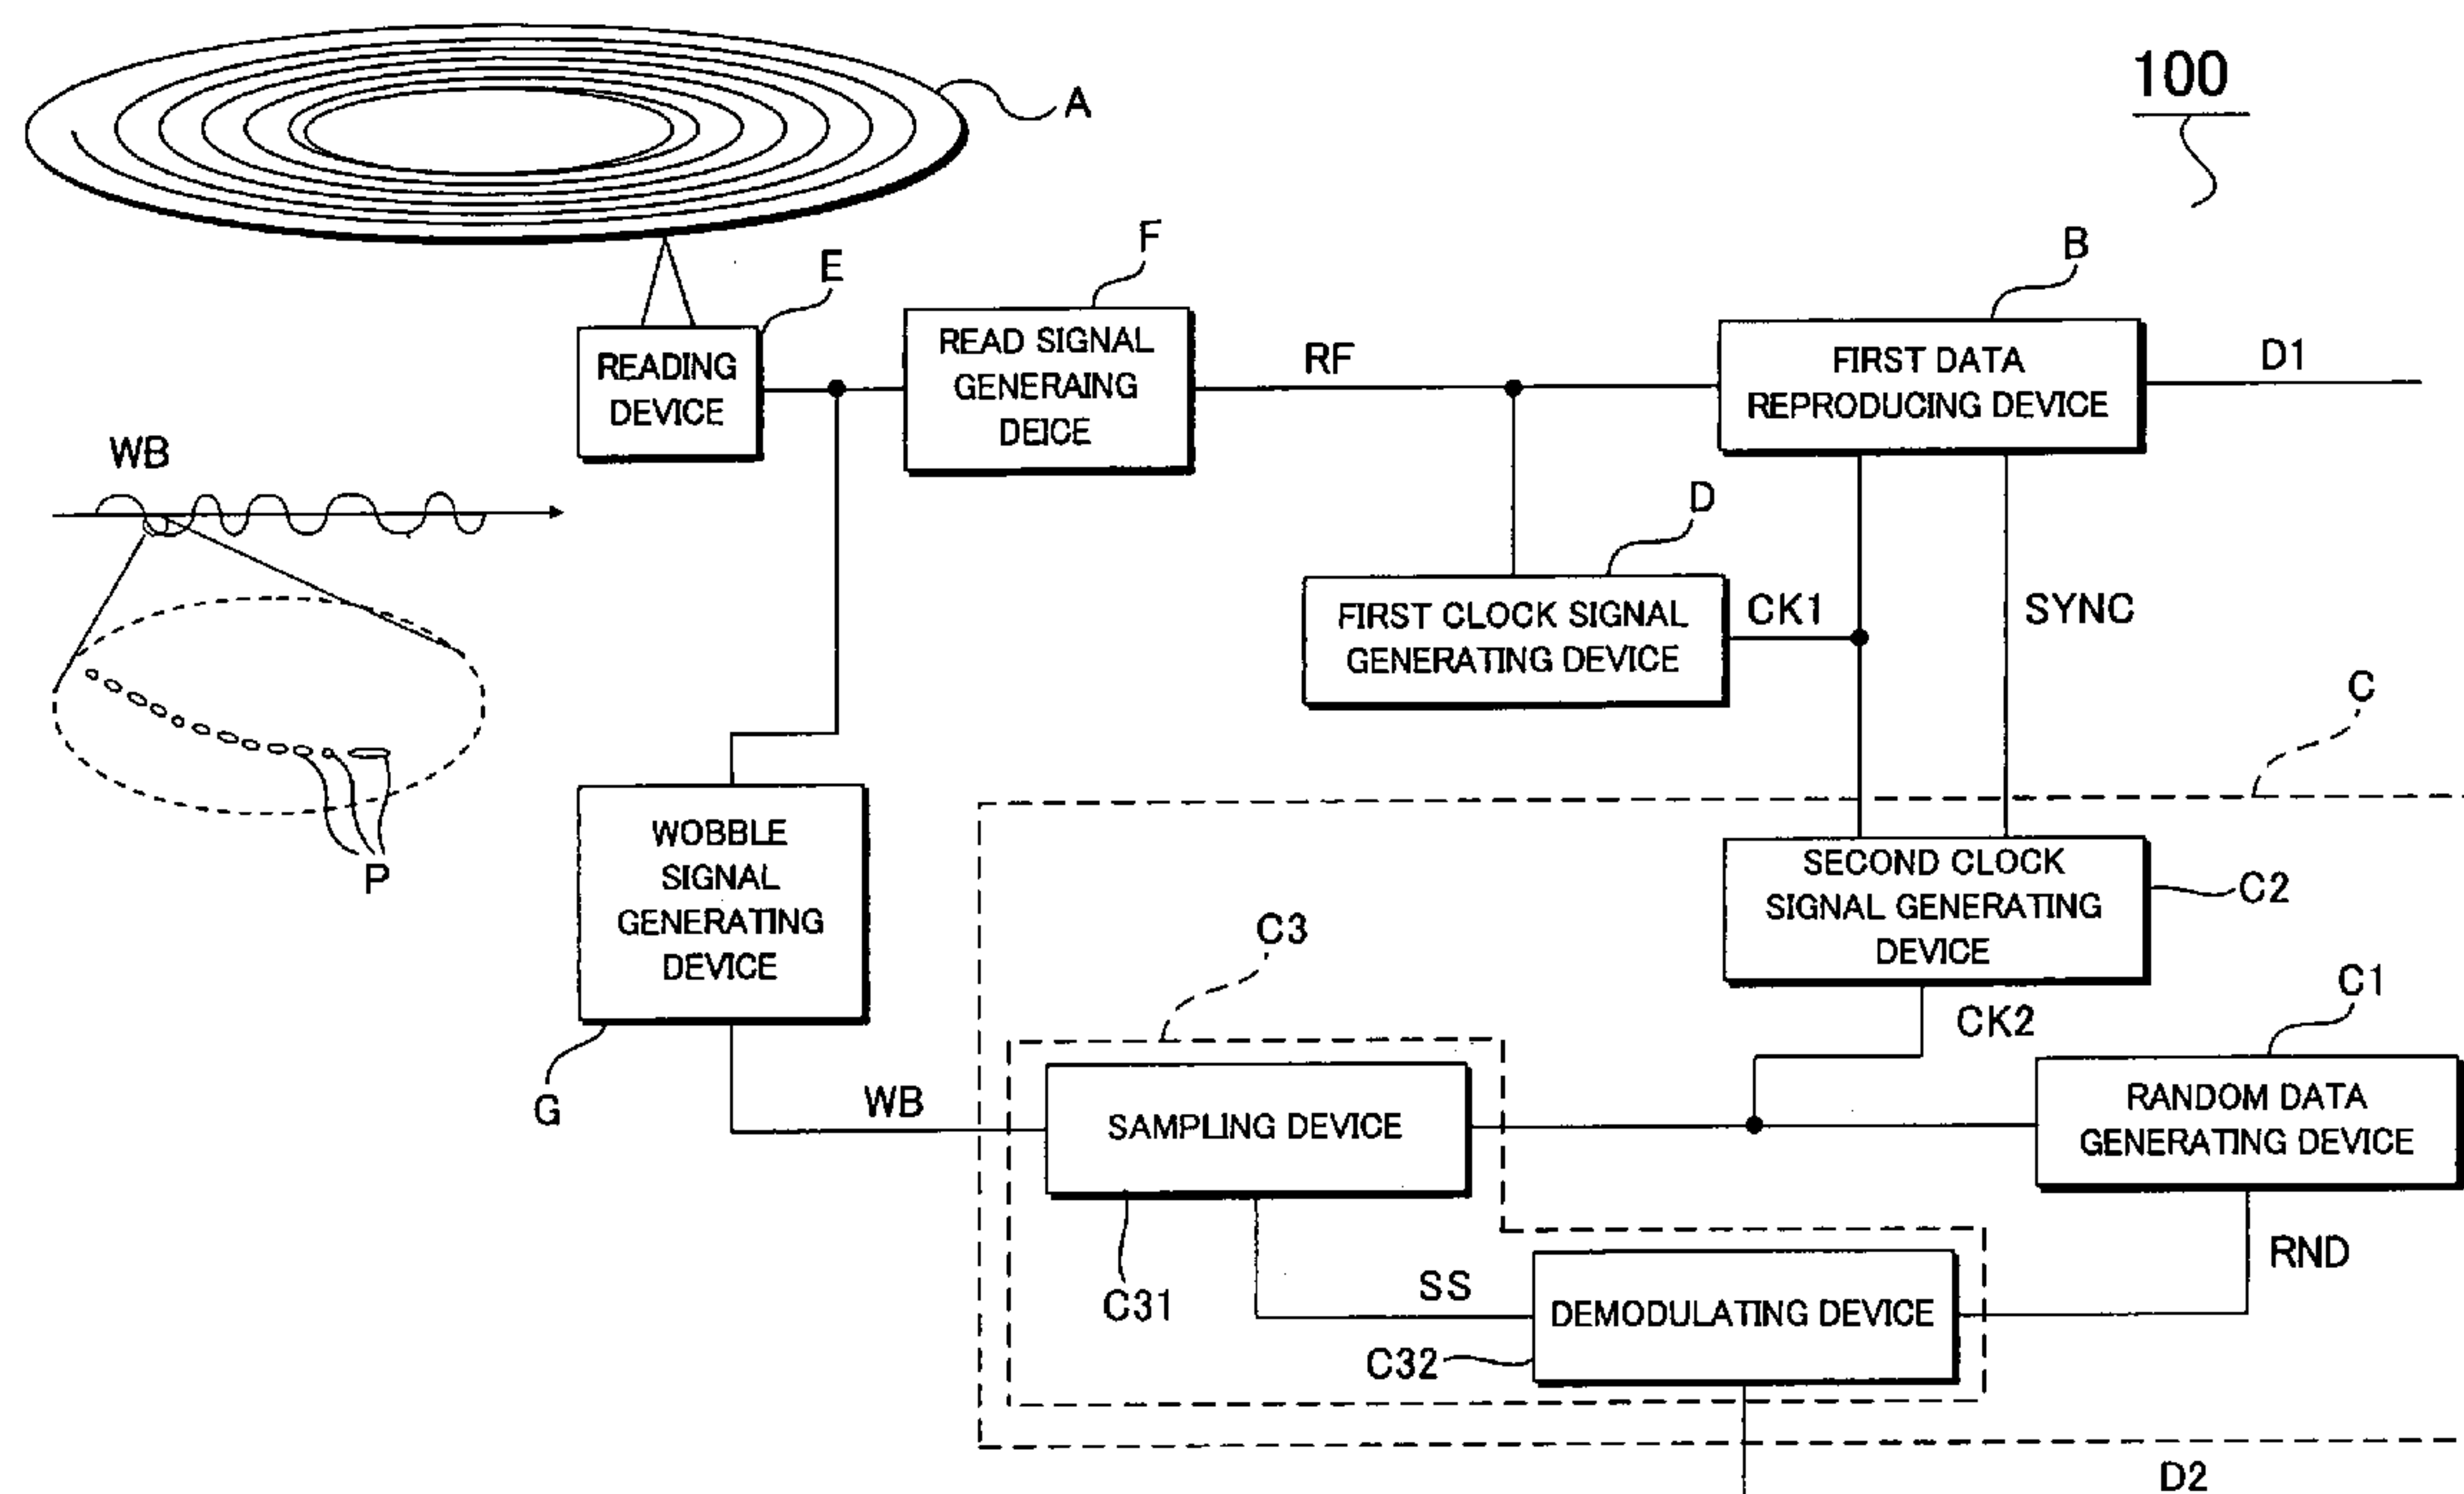 100
A
F
B
E
READ SIGNAL
GENERAING
DEICE
RF
FIRST DATA
REPRODUCING DEVICE
D1
READING
DEVICE
WB
D
FIRST CLOCK SIGNAL
GENERATING DEVICE
CK1
SYNC
C
P
WOBBLE
SIGNAL
GENERATING
DEVICE
SECOND CLOCK
SIGNAL GENERATING
DEVICE
C2
C3
CK2
C1
G
WB
SAMPLING DEVICE
RANDOM DATA
GENERATING DEVICE
C31
SS
DEMODULATING DEVICE
RND
C32
D2